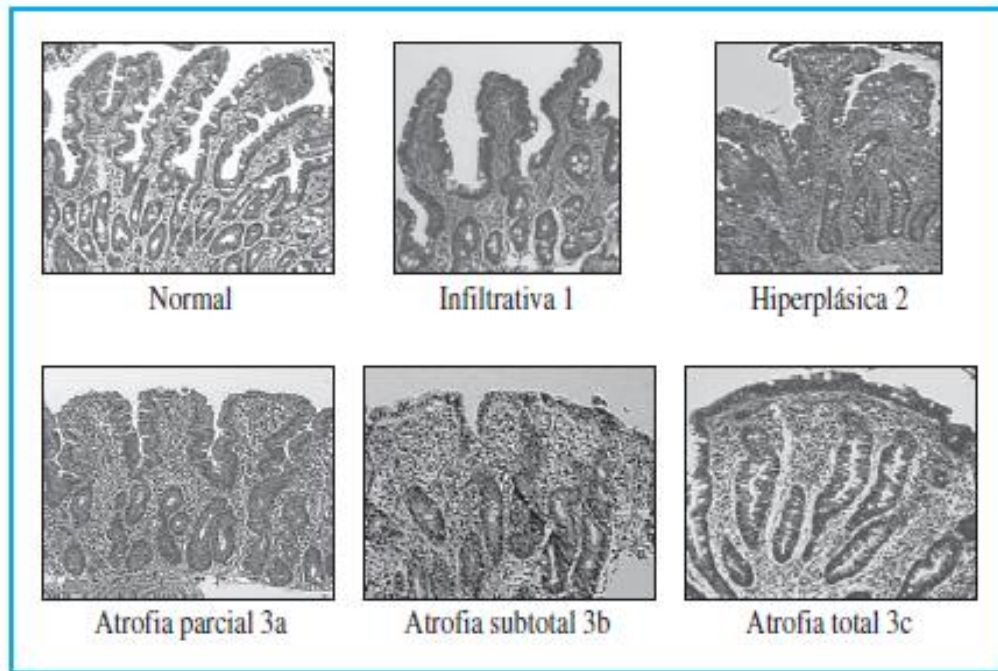 Normal
Infiltrativa 1
Hiperplásica 2
Atrofia parcial 3a
Atrofia subtotal 3b
Atrofia total 3c